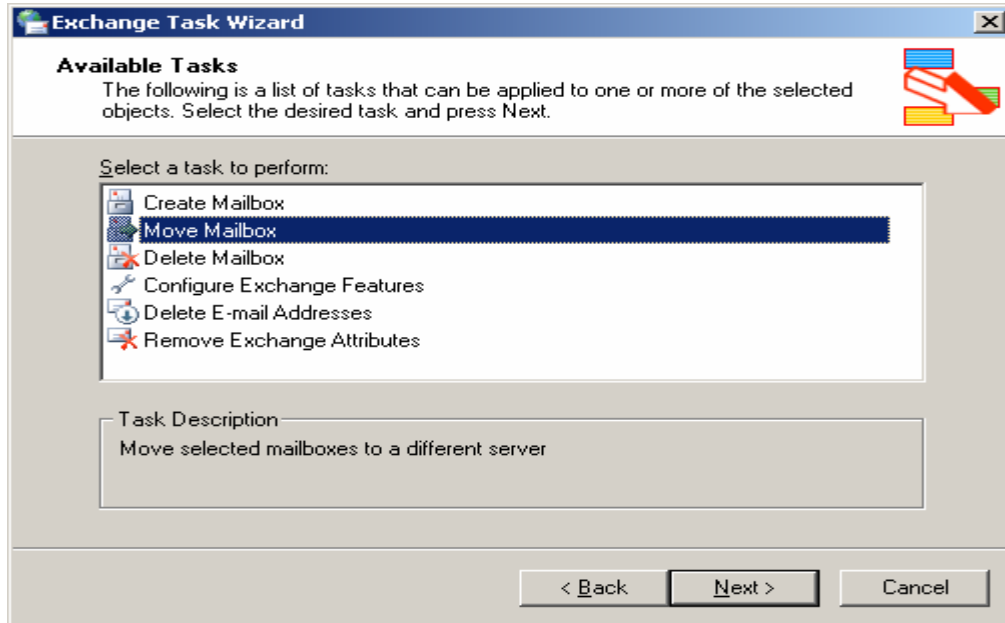 Exchange Task Wizard
Available Tasks
The following is a list of tasks that can be applied to one or more of the selected
objects. Select the desired task and press Next.
Select a task to perform:
Create Mailbox
Move Mailbox
Delete Mailbox
Configure Exchange Features
Delete E-mail Addresses
Remove Exchange Attributes
Task Description
Move selected mailboxes to a different server
< Back Next > Cancel